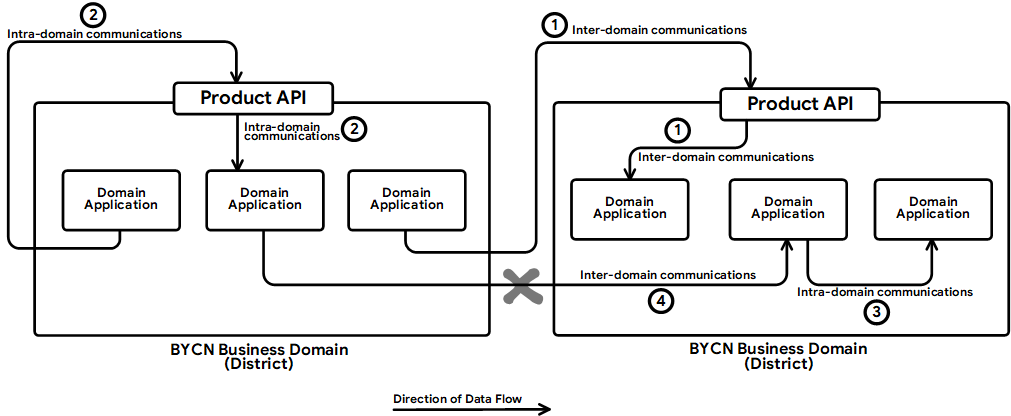 2
Intra-domain communications
1
Inter-domain communications
Product API
Product API
Intra-domain
communications
2
1
Inter-domain communications
Domain
Application
Domain
Application
Domain
Application
Domain
Application
Domain
Application
Domain
Application
Inter-domain communications
4
Intra-domain communications
3
BYCN Business Domain
(District)
BYCN Business Domain
(District)
Direction of Data Flow